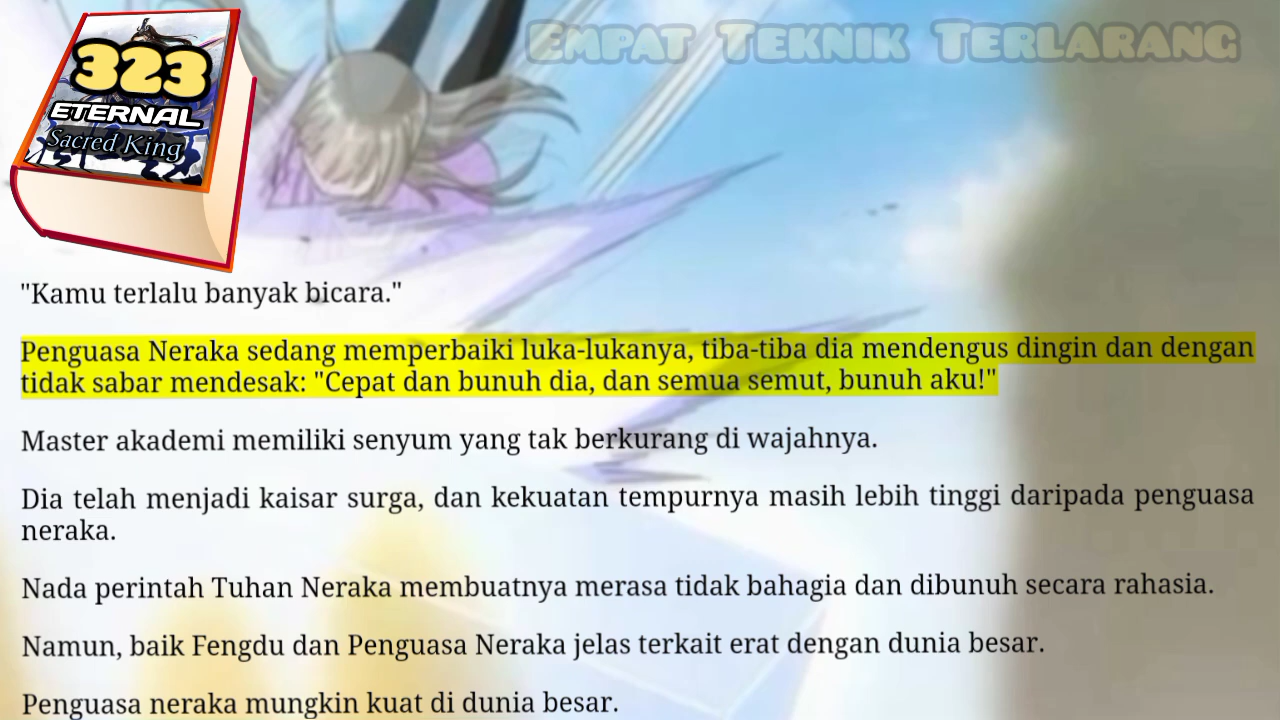 Empat Teknik Terlarang
323
ETERNAL
Sacred King
"Kamu terlalu banyak bicara."
Penguasa Neraka sedang memperbaiki luka-lukanya, tiba-tiba dia mendengus dingin dan dengan
tidak sabar mendesak: "Cepat dan bunuh dia, dan semua semut, bunuh aku!"
Master akademi memiliki senyum yang tak berkurang di wajahnya.
Dia telah menjadi kaisar surga, dan kekuatan tempurnya masih lebih tinggi daripada penguasa
neraka.
Nada perintah Tuhan Neraka membuatnya merasa tidak bahagia dan dibunuh secara rahasia.
Namun, baik Fengdu dan Penguasa Neraka jelas terkait erat dengan dunia besar.
Penguasa neraka mungkin kuat di dunia besar.